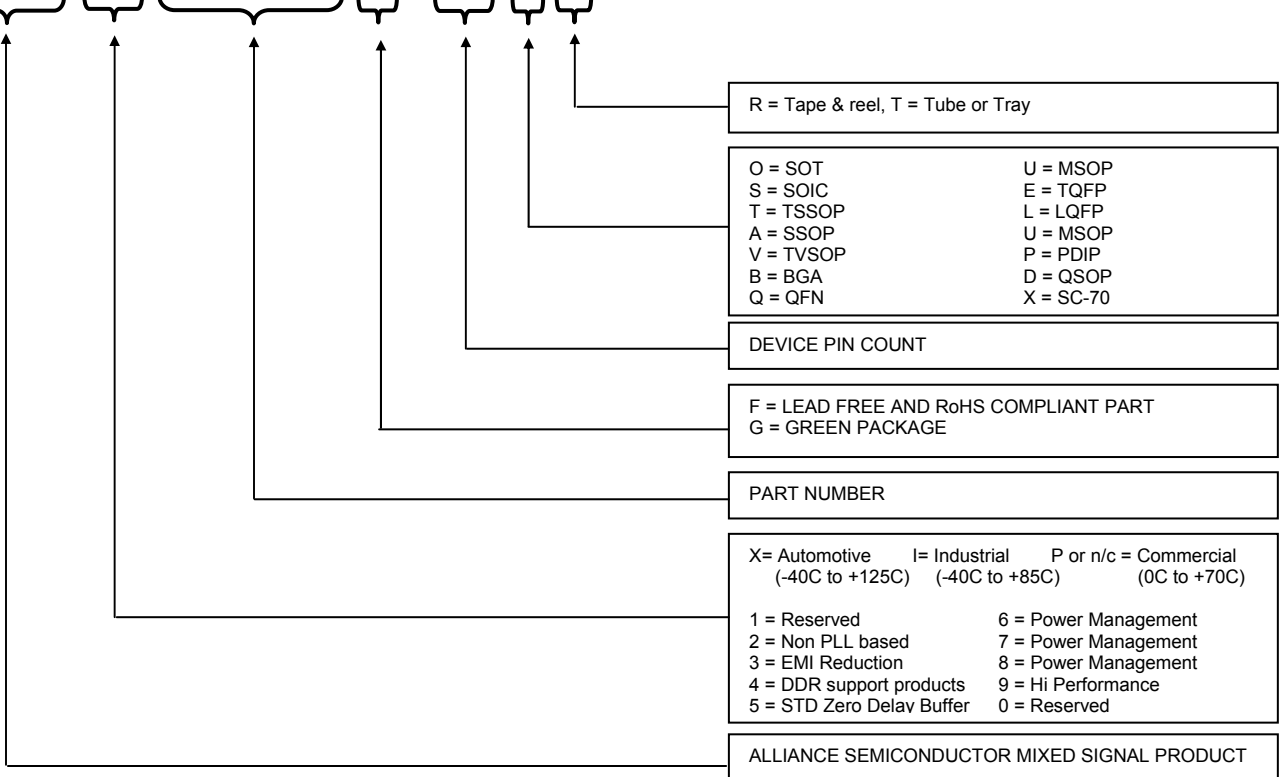 R = Tape & reel, T = Tube or Tray
O = SOT U = MSOP
S = SOIC E = TQFP
T = TSSOP L = LQFP
A = SSOP U = MSOP
V = TVSOP P = PDIP
B = BGA D = QSOP
Q = QFN X = SC-70
DEVICE PIN COUNT
F = LEAD FREE AND RoHS COMPLIANT PART
G = GREEN PACKAGE
PART NUMBER
X= Automotive I= Industrial P or n/c = Commercial
(-40C to +125C) (-40C to +85C) (0C to +70C)
1 = Reserved 6 = Power Management
2 = Non PLL based 7 = Power Management
3 = EMI Reduction 8 = Power Management
4 = DDR support products 9 = Hi Performance
5 = STD Zero Delay Buffer 0 = Reserved
ALLIANCE SEMICONDUCTOR MIXED SIGNAL PRODUCT